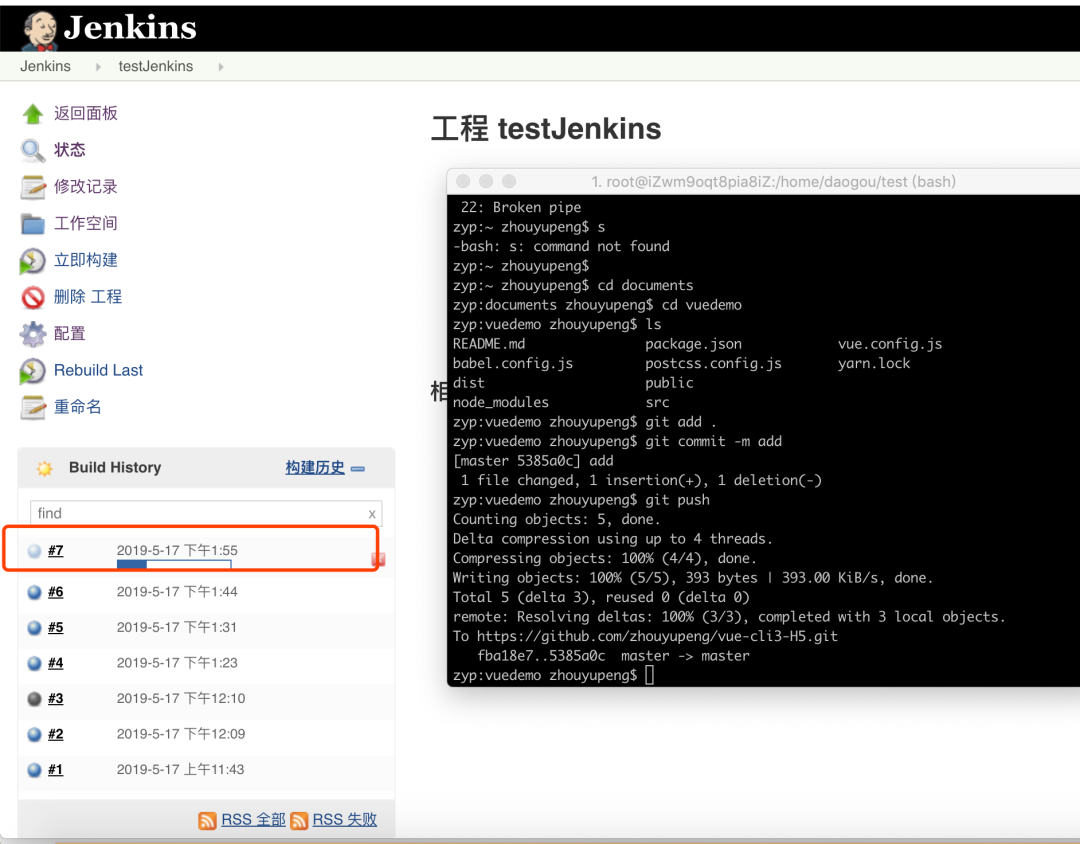 Jenkins
Jenkins testJenkins
返回面板
状态
修改记录
工作空间
立即构建
删除 工程
配置
Rebuild Last
重命名
Build History 构建历史
find x
#7 2019-5-17 下午1:55
#6 2019-5-17 下午1:44
#5 2019-5-17 下午1:31
#4 2019-5-17 下午1:23
#3 2019-5-17 下午12:10
#2 2019-5-17 下午12:09
#1 2019-5-17 上午11:43
RSS 全部 RSS 失败
工程 testJenkins
相
1. root@iZwm9oqt8pia8iZ:/home/daogou/test (bash)
22: Broken pipe
zyp:~ zhouyupeng$ s
-bash: s: command not found
zyp:~ zhouyupeng$
zyp:~ zhouyupeng$ cd documents
zyp:documents zhouyupeng$ cd vuedemo
zyp:vuedemo zhouyupeng$ ls
README.md package.json vue.config.js
babel.config.js postcss.config.js yarn.lock
dist public
node_modules src
zyp:vuedemo zhouyupeng$ git add .
zyp:vuedemo zhouyupeng$ git commit -m add
[master 5385a0c] add
1 file changed, 1 insertion(+), 1 deletion(-)
zyp:vuedemo zhouyupeng$ git push
Counting objects: 5, done.
Delta compression using up to 4 threads.
Compressing objects: 100% (4/4), done.
Writing objects: 100% (5/5), 393 bytes | 393.00 KiB/s, done.
Total 5 (delta 3), reused 0 (delta 0)
remote: Resolving deltas: 100% (3/3), completed with 3 local objects.
To https://github.com/zhouyupeng/vue-cli3-H5.git
fba18e7..5385a0c master -> master
zyp:vuedemo zhouyupeng$